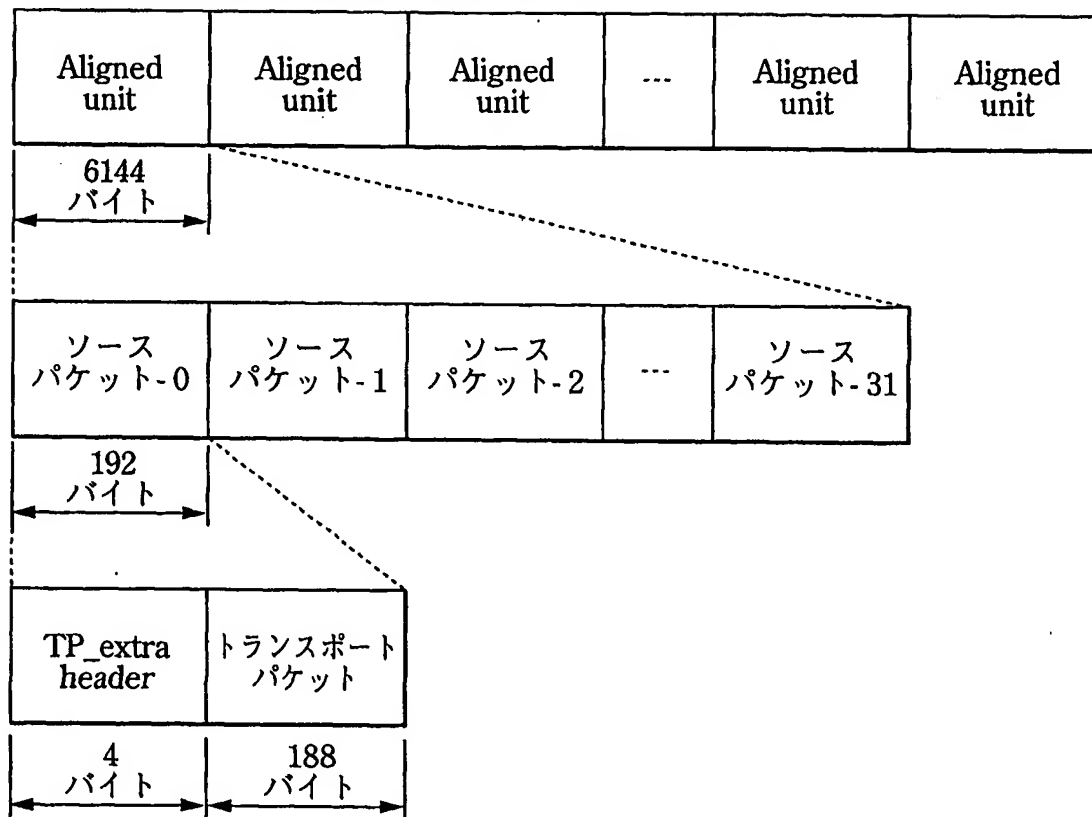 Aligned
unit
Aligned
unit
Aligned
unit
---
Aligned
unit
Aligned
unit
6144
バイト
ソース
パケット-0
ソース
パケット-1
ソース
パケット-2
---
ソース
パケット-31
192
バイト
TP_extra
header
トランスポート
パケット
4
バイト
188
バイト